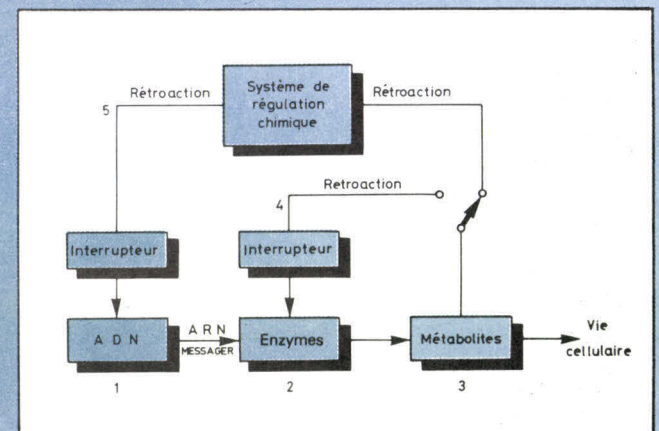 Système de
régulation
chimique
Rétroaction
Rétroaction
5
Retroaction
4
Interrupteur
Interrupteur
A D N
A R N
MESSAGER
Enzymes
Métabolites
Vie
cellulaire
1
2
3